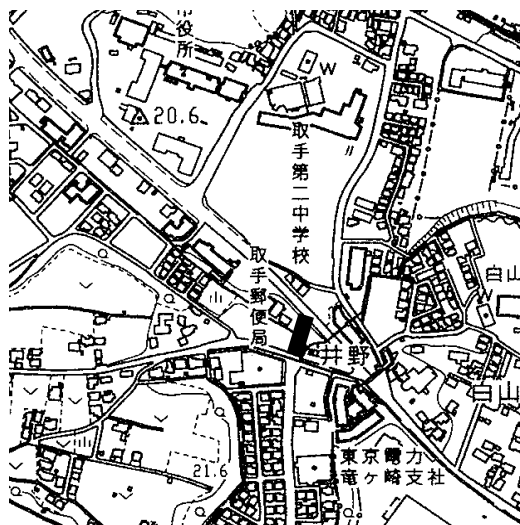 市役所
20.6
W
取手第二中学校
取手郵便局
白山
井野
白山
東京電力
竜ヶ崎支社
21.6